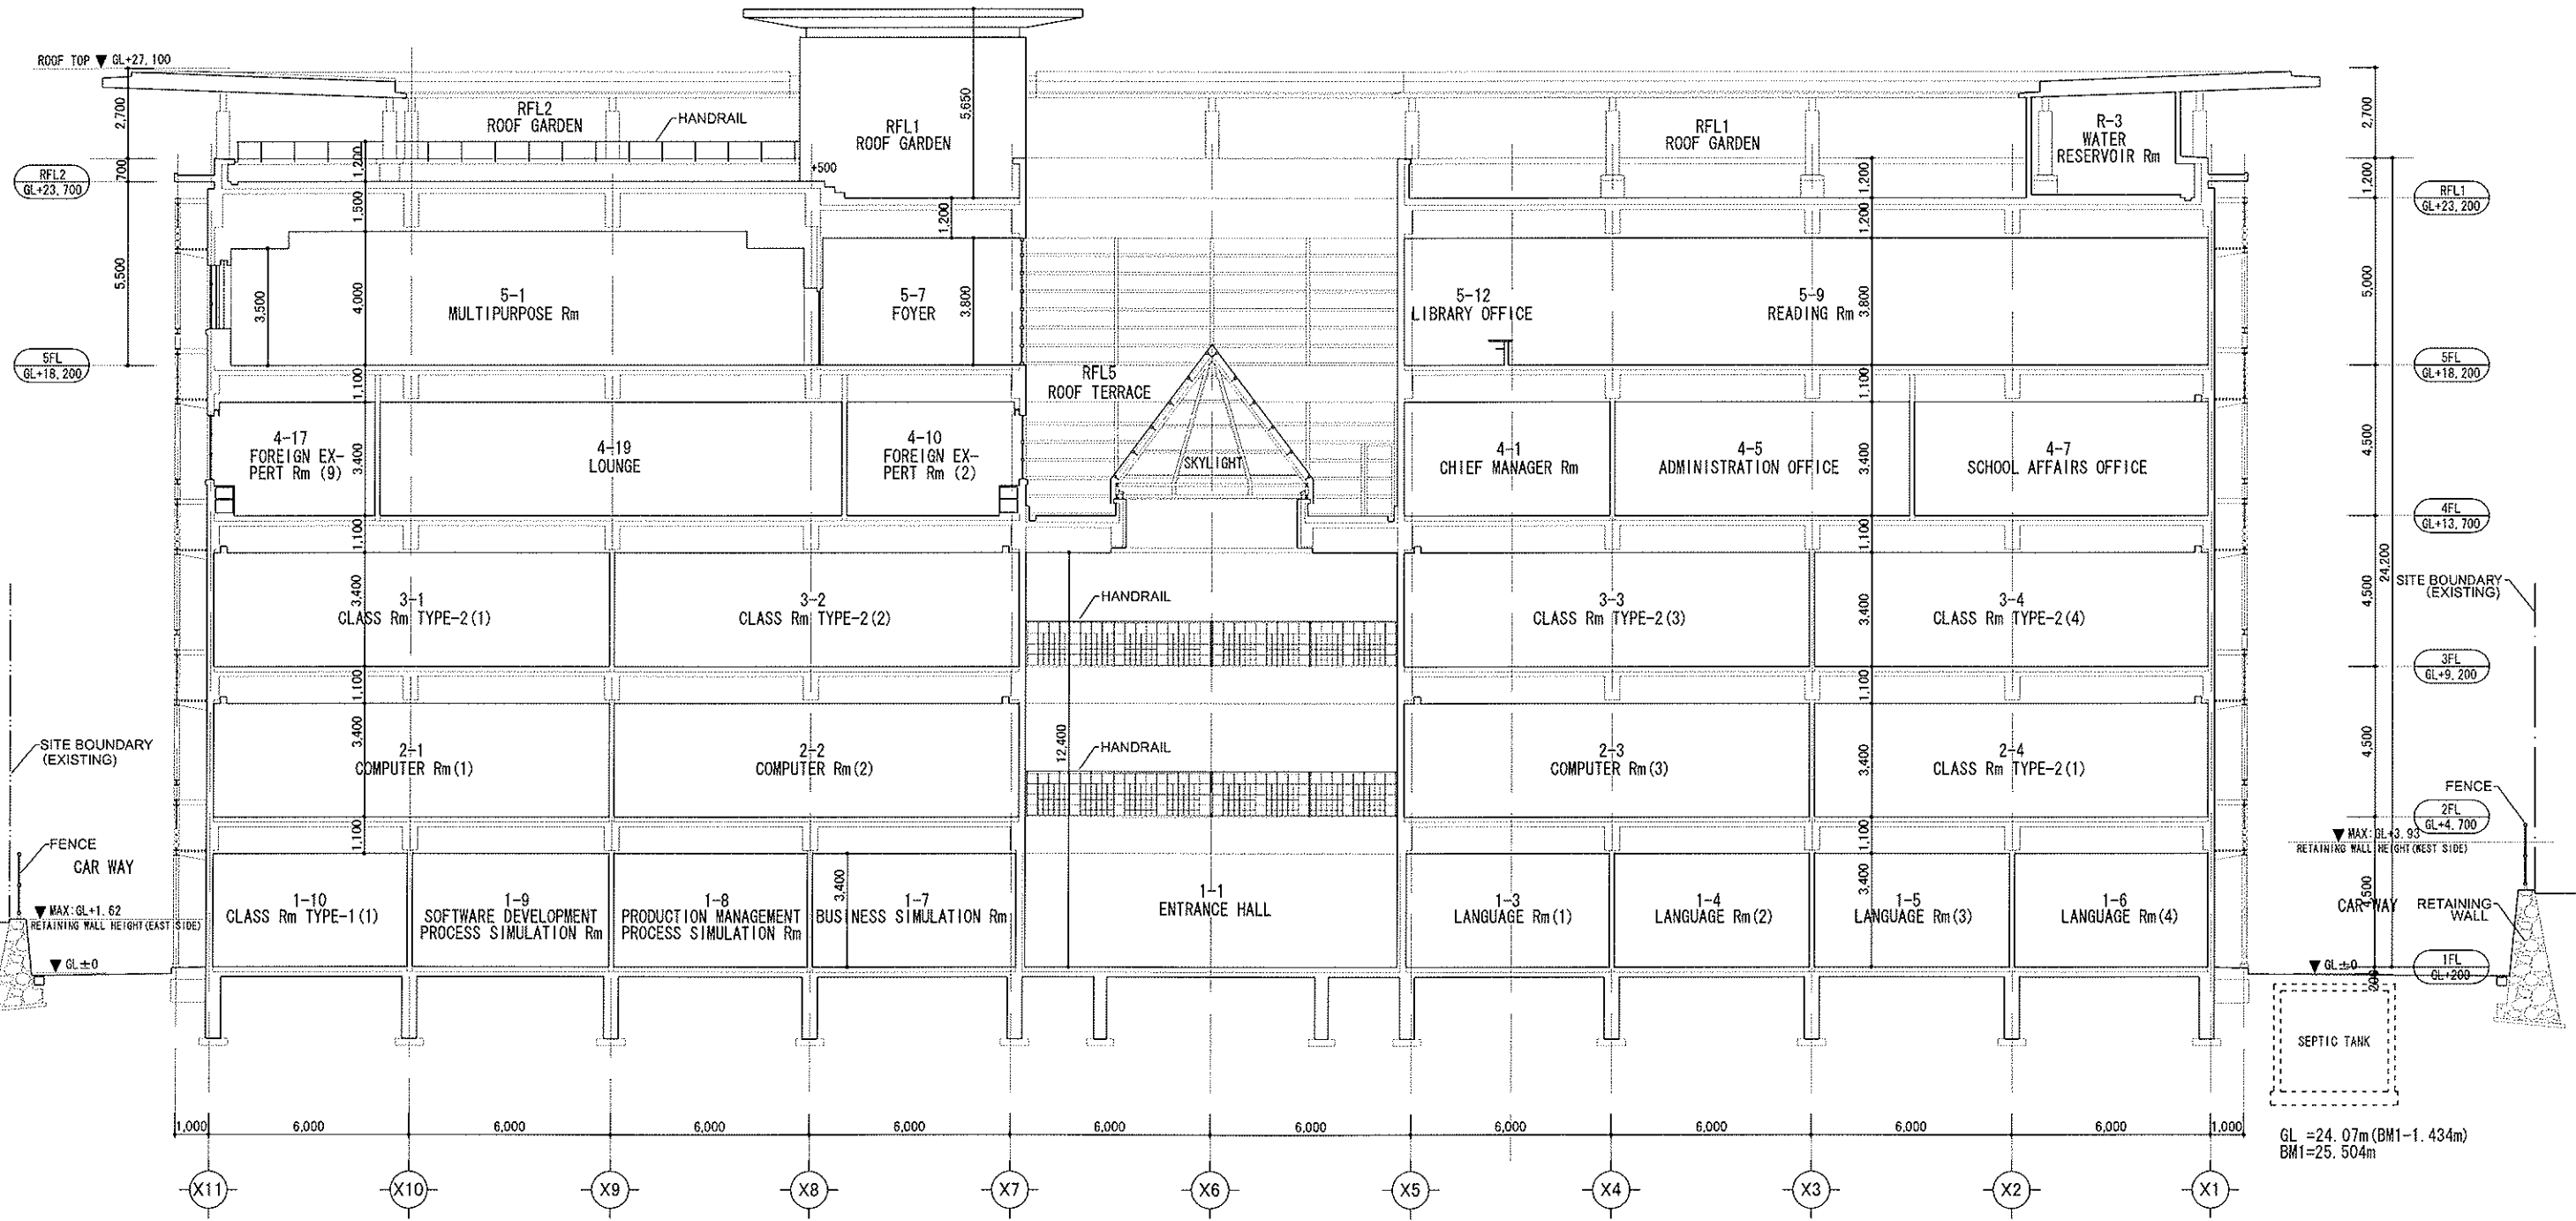 ROOF TOP ▼ GL+27,100
2,700
700
5,500
RFL2
GL+23,700
5FL
GL+18,200
RFL2
ROOF GARDEN
HANDRAIL
RFL1
ROOF GARDEN
5,650
RFL1
ROOF GARDEN
R-3
WATER
RESERVOIR Rm
1,200
1,500
+500
1,200
1,200
1,200
2,700
1,200
RFL1
GL+23,200
3,500
4,000
5-1
MULTIPURPOSE Rm
5-7
FOYER
3,800
5-12
LIBRARY OFFICE
5-9
READING Rm
3,800
5,000
5FL
GL+18,200
1,100
RFL5
ROOF TERRACE
1,100
4-17
FOREIGN EX-
PERT Rm (9)
3,400
4-19
LOUNGE
4-10
FOREIGN EX-
PERT Rm (2)
SKYLIGHT
4-1
CHIEF MANAGER Rm
4-5
ADMINISTRATION OFFICE
3,400
4-7
SCHOOL AFFAIRS OFFICE
4,500
4FL
GL+13,700
1,100
1,100
24,200
3,400
3-1
CLASS Rm TYPE-2(1)
3-2
CLASS Rm TYPE-2(2)
HANDRAIL
3-3
CLASS Rm TYPE-2(3)
3,400
3-4
CLASS Rm TYPE-2(4)
4,500
SITE BOUNDARY
(EXISTING)
3FL
GL+9,200
1,100
1,100
SITE BOUNDARY
(EXISTING)
3,400
2-1
COMPUTER Rm(1)
2-2
COMPUTER Rm(2)
12,400
HANDRAIL
2-3
COMPUTER Rm(3)
3,400
2-4
CLASS Rm TYPE-2(1)
4,500
FENCE
2FL
GL+4,700
1,100
1,100
▼ MAX:GL+3.93
RETAINING WALL HEIGHT(WEST SIDE)
FENCE
CAR WAY
▼ MAX:GL+1.62
RETAINING WALL HEIGHT(EAST SIDE)
▼ GL±0
1-10
CLASS Rm TYPE-1(1)
1-9
SOFTWARE DEVELOPMENT
PROCESS SIMULATION Rm
1-8
PRODUCTION MANAGEMENT
PROCESS SIMULATION Rm
3,400
1-7
BUSINESS SIMULATION Rm
1-1
ENTRANCE HALL
1-3
LANGUAGE Rm(1)
1-4
LANGUAGE Rm(2)
3,400
1-5
LANGUAGE Rm(3)
1-6
LANGUAGE Rm(4)
4,500
CAR WAY
RETAINING
WALL
1FL
GL+200
▼ GL±0
200
SEPTIC TANK
1,000
6,000
6,000
6,000
6,000
6,000
6,000
6,000
6,000
6,000
6,000
1,000
GL =24.07m(BM1-1.434m)
BM1=25.504m
X11
X10
X9
X8
X7
X6
X5
X4
X3
X2
X1